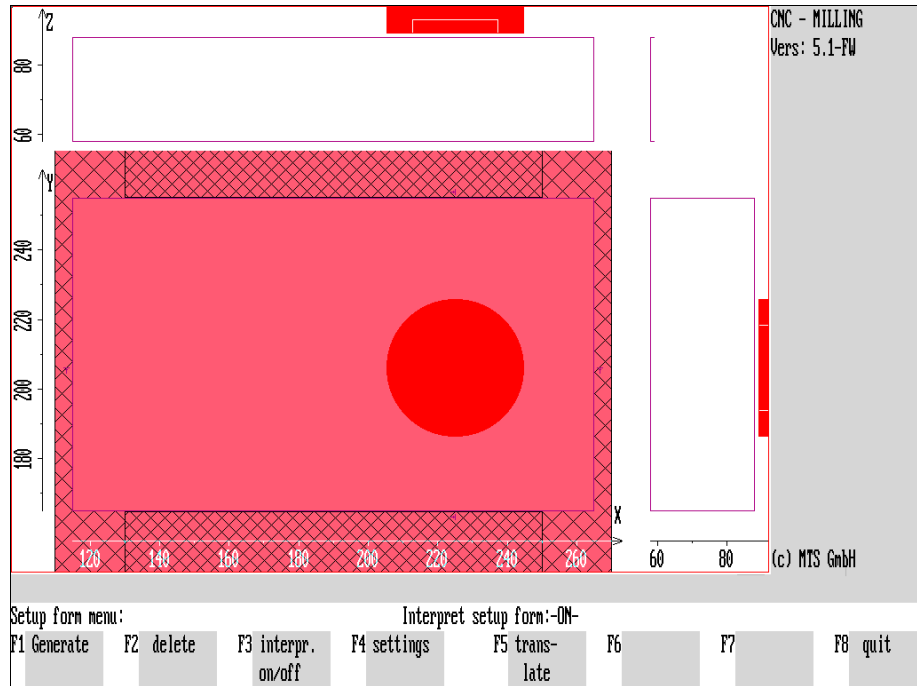 Z
CNC - MILLING
Vers: 5.1-FW
80
60
Y
240
220
200
180
X
120 140 160 180 200 220 240 260
60 80
(c) MTS GmbH
Setup form menu: Interpret setup form:-ON-
F1 Generate F2 delete F3 interpr. F4 settings F5 trans- F6 F7 F8 quit
on/off late